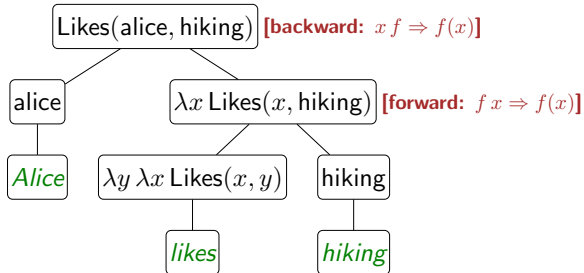 Likes(alice, hiking) [backward: x f ⇒ f(x)]
alice λx Likes(x, hiking) [forward: f x ⇒ f(x)]
Alice λy λx Likes(x, y) hiking
likes hiking